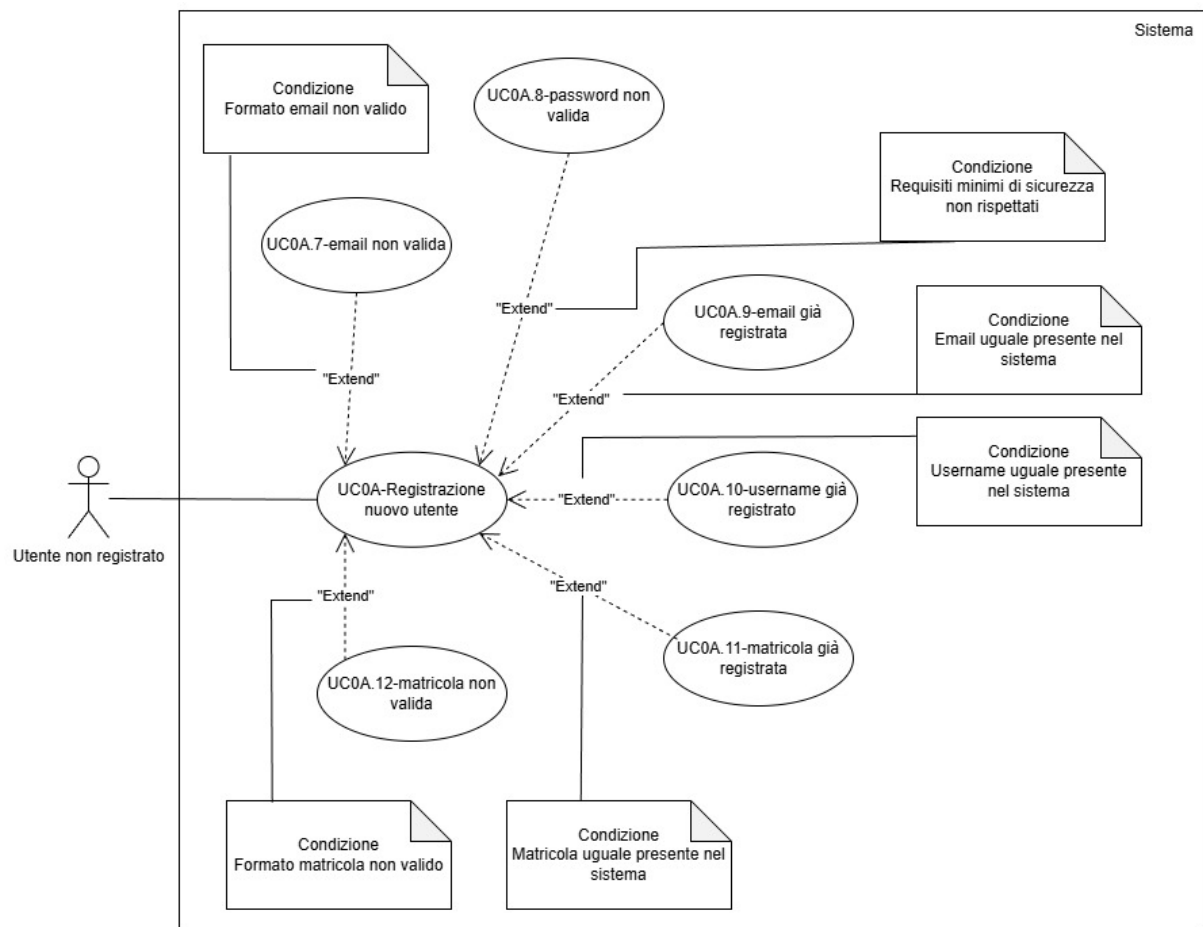 Sistema
Condizione
Formato email non valido
UC0A.8-password non
valida
Condizione
Requisiti minimi di sicurezza
non rispettati
UC0A.7-email non valida
"Extend"
UC0A.9-email già
registrata
Condizione
Email uguale presente nel
sistema
"Extend"
"Extend"
Condizione
Username uguale presente
nel sistema
UC0A-Registrazione
nuovo utente
"Extend"
UC0A.10-username già
registrato
Utente non registrato
"Extend"
"Extend"
UC0A.11-matricola già
registrata
UC0A.12-matricola non
valida
Condizione
Formato matricola non valido
Condizione
Matricola uguale presente nel
sistema